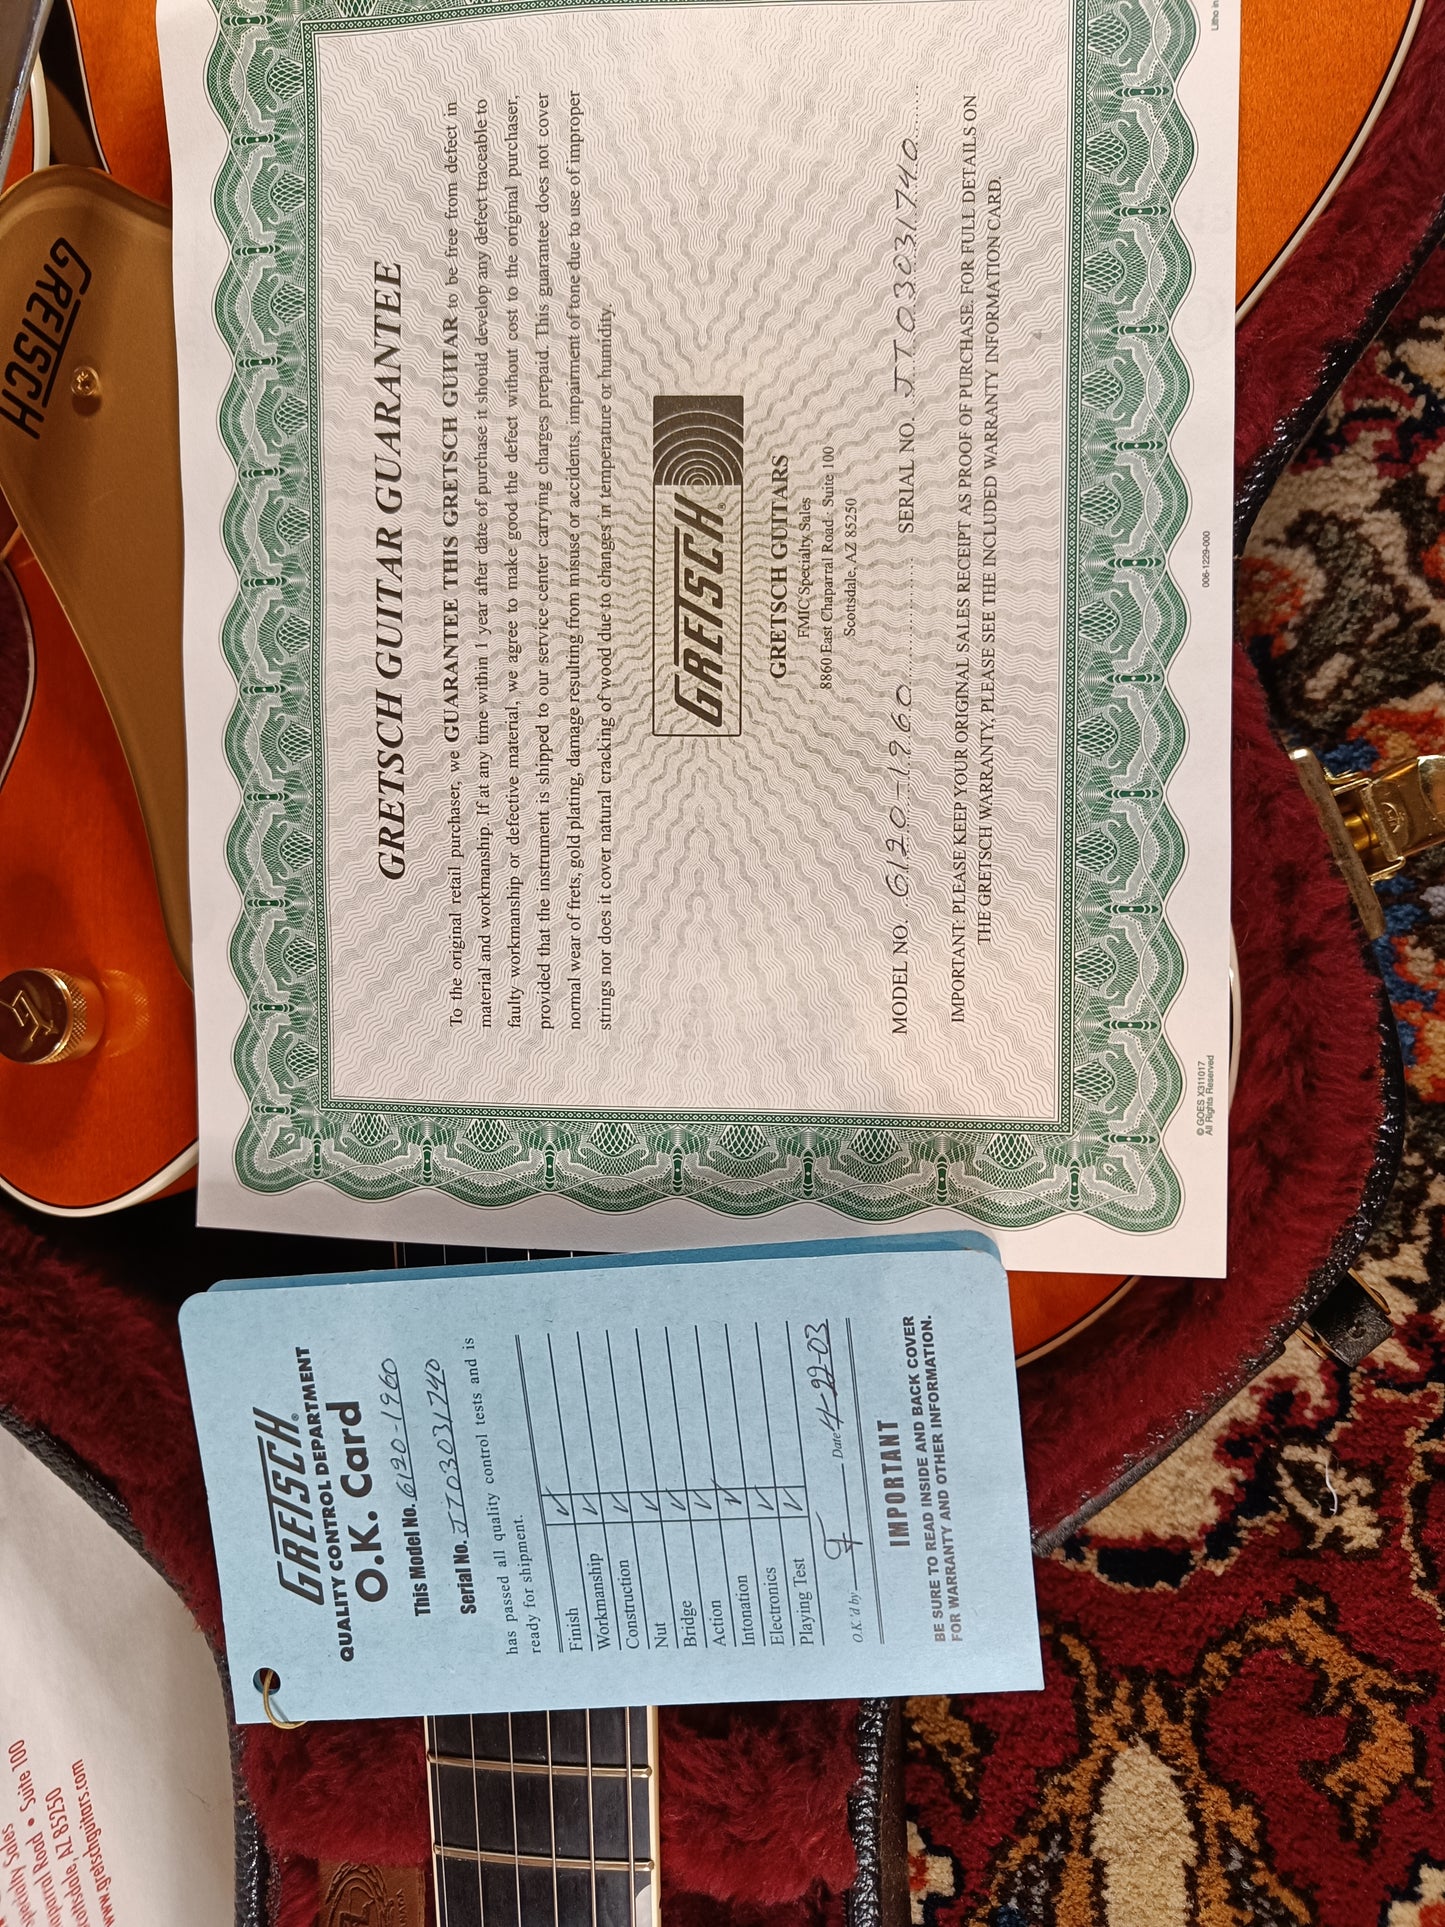 GRETSCH GUITAR GUARANTEE
To the original retail purchaser, we GUARANTEE THIS GRETSCH GUITAR to be free from defect in
material and workmanship. If at any time within 1 year after date of purchase it should develop any defect traceable to
faulty workmanship or defective material, we agree to make good the defect without cost to the original purchaser,
provided that the instrument is shipped to our service center carrying charges prepaid. This guarantee does not cover
normal wear of frets, gold plating, damage resulting from misuse or accidents, impairment of tone due to use of improper
strings nor does it cover natural cracking of wood due to changes in temperature or humidity.
GRETSCH®
GRETSCH GUITARS
FMIC Specialty Sales
8860 East Chaparral Road · Suite 100
Scottsdale, AZ 85250
MODEL NO. 6120-1960 SERIAL NO. JT03031740
IMPORTANT: PLEASE KEEP YOUR ORIGINAL SALES RECEIPT AS PROOF OF PURCHASE. FOR FULL DETAILS ON
THE GRETSCH WARRANTY, PLEASE SEE THE INCLUDED WARRANTY INFORMATION CARD.
© GOES X311017
All Rights Reserved
006-1229-000
Litho in
GRETSCH®
QUALITY CONTROL DEPARTMENT
O.K. Card
This Model No. 6120-1960
Serial No. JT03031740
has passed all quality control tests and is
ready for shipment.
Finish ✓
Workmanship ✓
Construction ✓
Nut ✓
Bridge ✓
Action ✓
Intonation ✓
Electronics ✓
Playing Test ✓
O.K.'d by Date 4-22-03
IMPORTANT
BE SURE TO READ INSIDE AND BACK COVER
FOR WARRANTY AND OTHER INFORMATION.
GRETSCH
G
Sales
Road • Suite 100
AZ 85250
www.gretschguitars.com